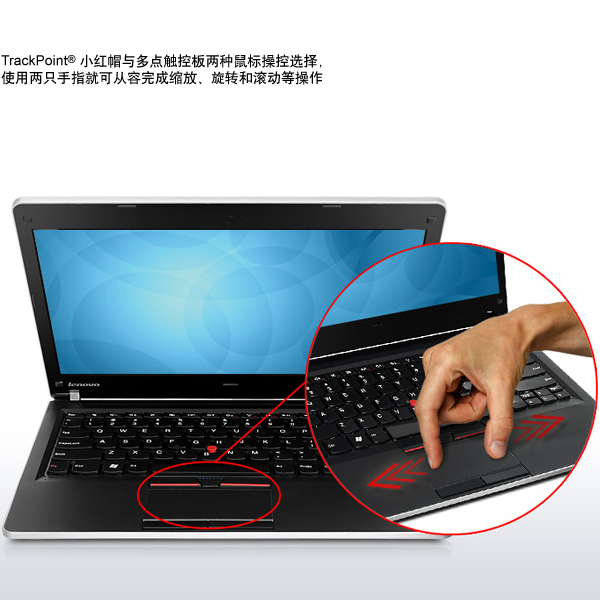 TrackPoint® 小红帽与多点触控板两种鼠标操控选择，
使用两只手指就可从容完成缩放、旋转和滚动等操作
lenovo